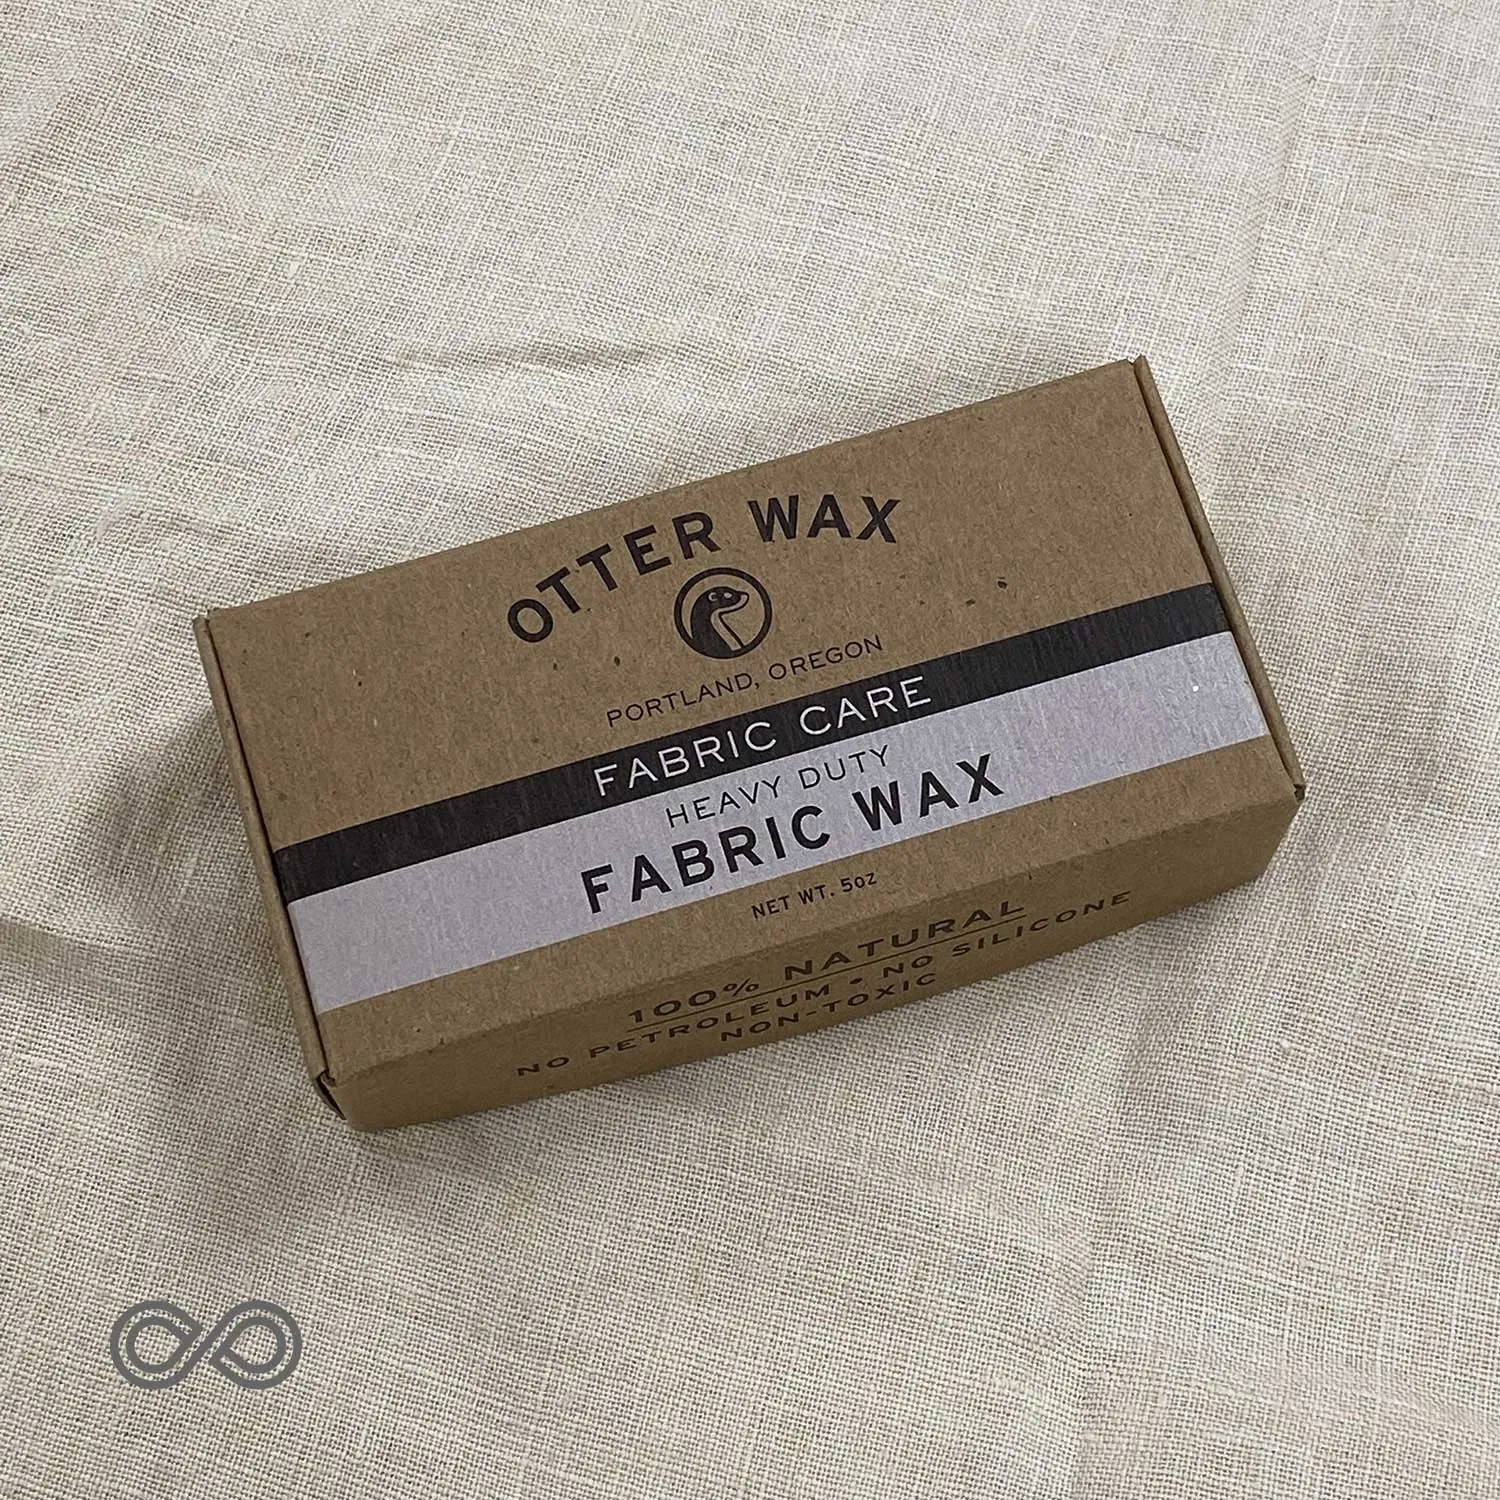 OTTER WAX
PORTLAND, OREGON
FABRIC CARE
HEAVY DUTY
FABRIC WAX
NET WT. 5oz
100% NATURAL
NO PETROLEUM • NO SILICONE
NON-TOXIC